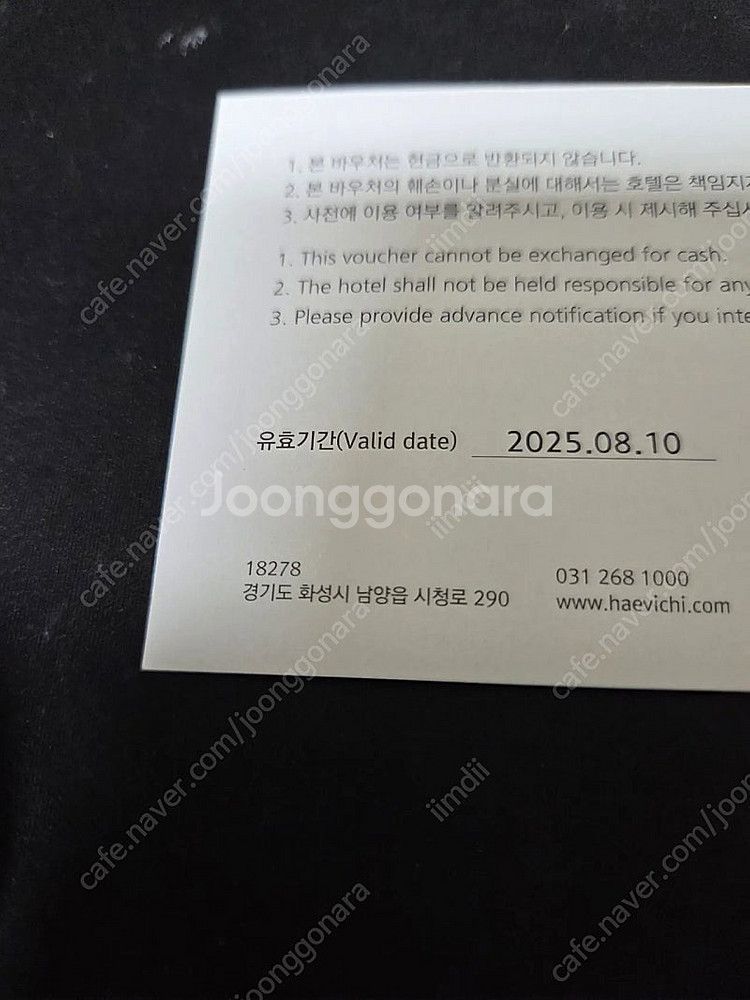 1. 본 바우처는 현금으로 반환되지 않습니다.
2. 본 바우처의 훼손이나 분실에 대해서는 호텔은 책임지지
3. 사전에 이용 여부를 알려주시고, 이용 시 제시해 주십시
1. This voucher cannot be exchanged for cash.
2. The hotel shall not be held responsible for any
3. Please provide advance notification if you inte
유효기간(Valid date) 2025.08.10
Joonggonara
18278
경기도 화성시 남양읍 시청로 290
031 268 1000
www.haevichi.com
cafe.naver.com/joonggonara
iimdii